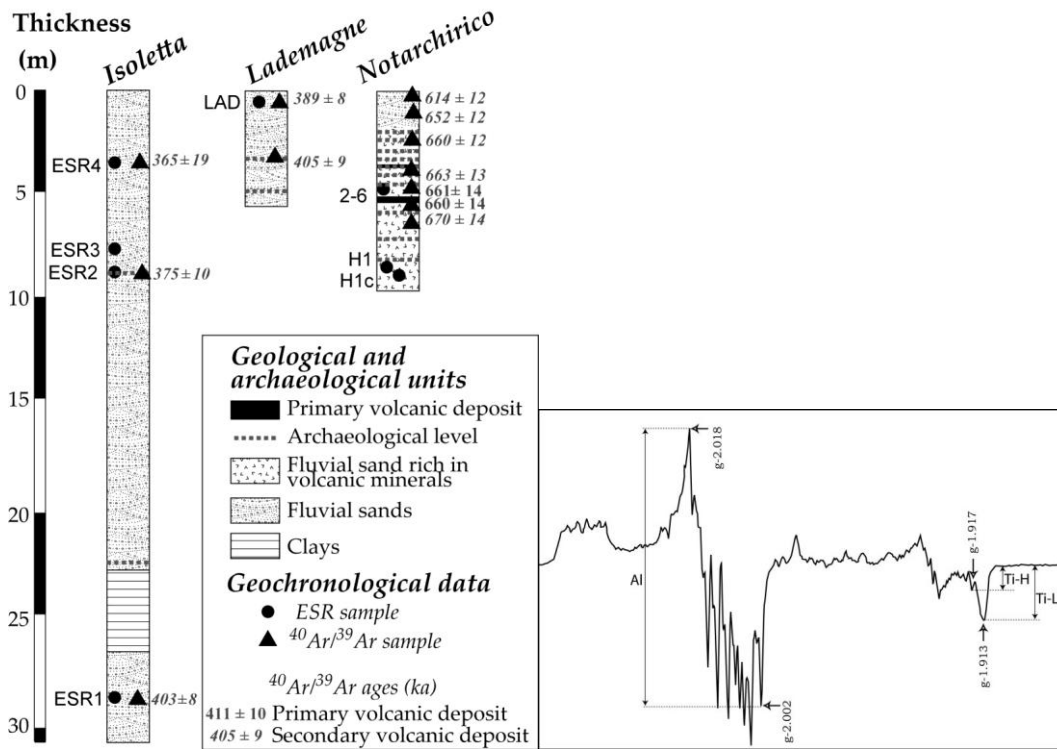 Thickness
(m)
Isoletta
Lademagne
Notarchirico
0
5
10
15
20
25
30
ESR4
365 ± 19
ESR3
ESR2
375 ± 10
ESR1
403±8
LAD
389 ± 8
405 ± 9
614 ± 12
652 ± 12
660 ± 12
663 ± 13
2-6
661± 14
660 ± 14
670 ± 14
H1
H1c
Geological and
archaeological units
Primary volcanic deposit
Archaeological level
Fluvial sand rich in
volcanic minerals
Fluvial sands
Clays
Geochronological data
ESR sample
⁴⁰Ar/³⁹Ar sample
⁴⁰Ar/³⁹Ar ages (ka)
411 ± 10 Primary volcanic deposit
405 ± 9 Secondary volcanic deposit
Al
g-2.018
g-2.002
g-1.917
Ti-H
Ti-L
g-1.913